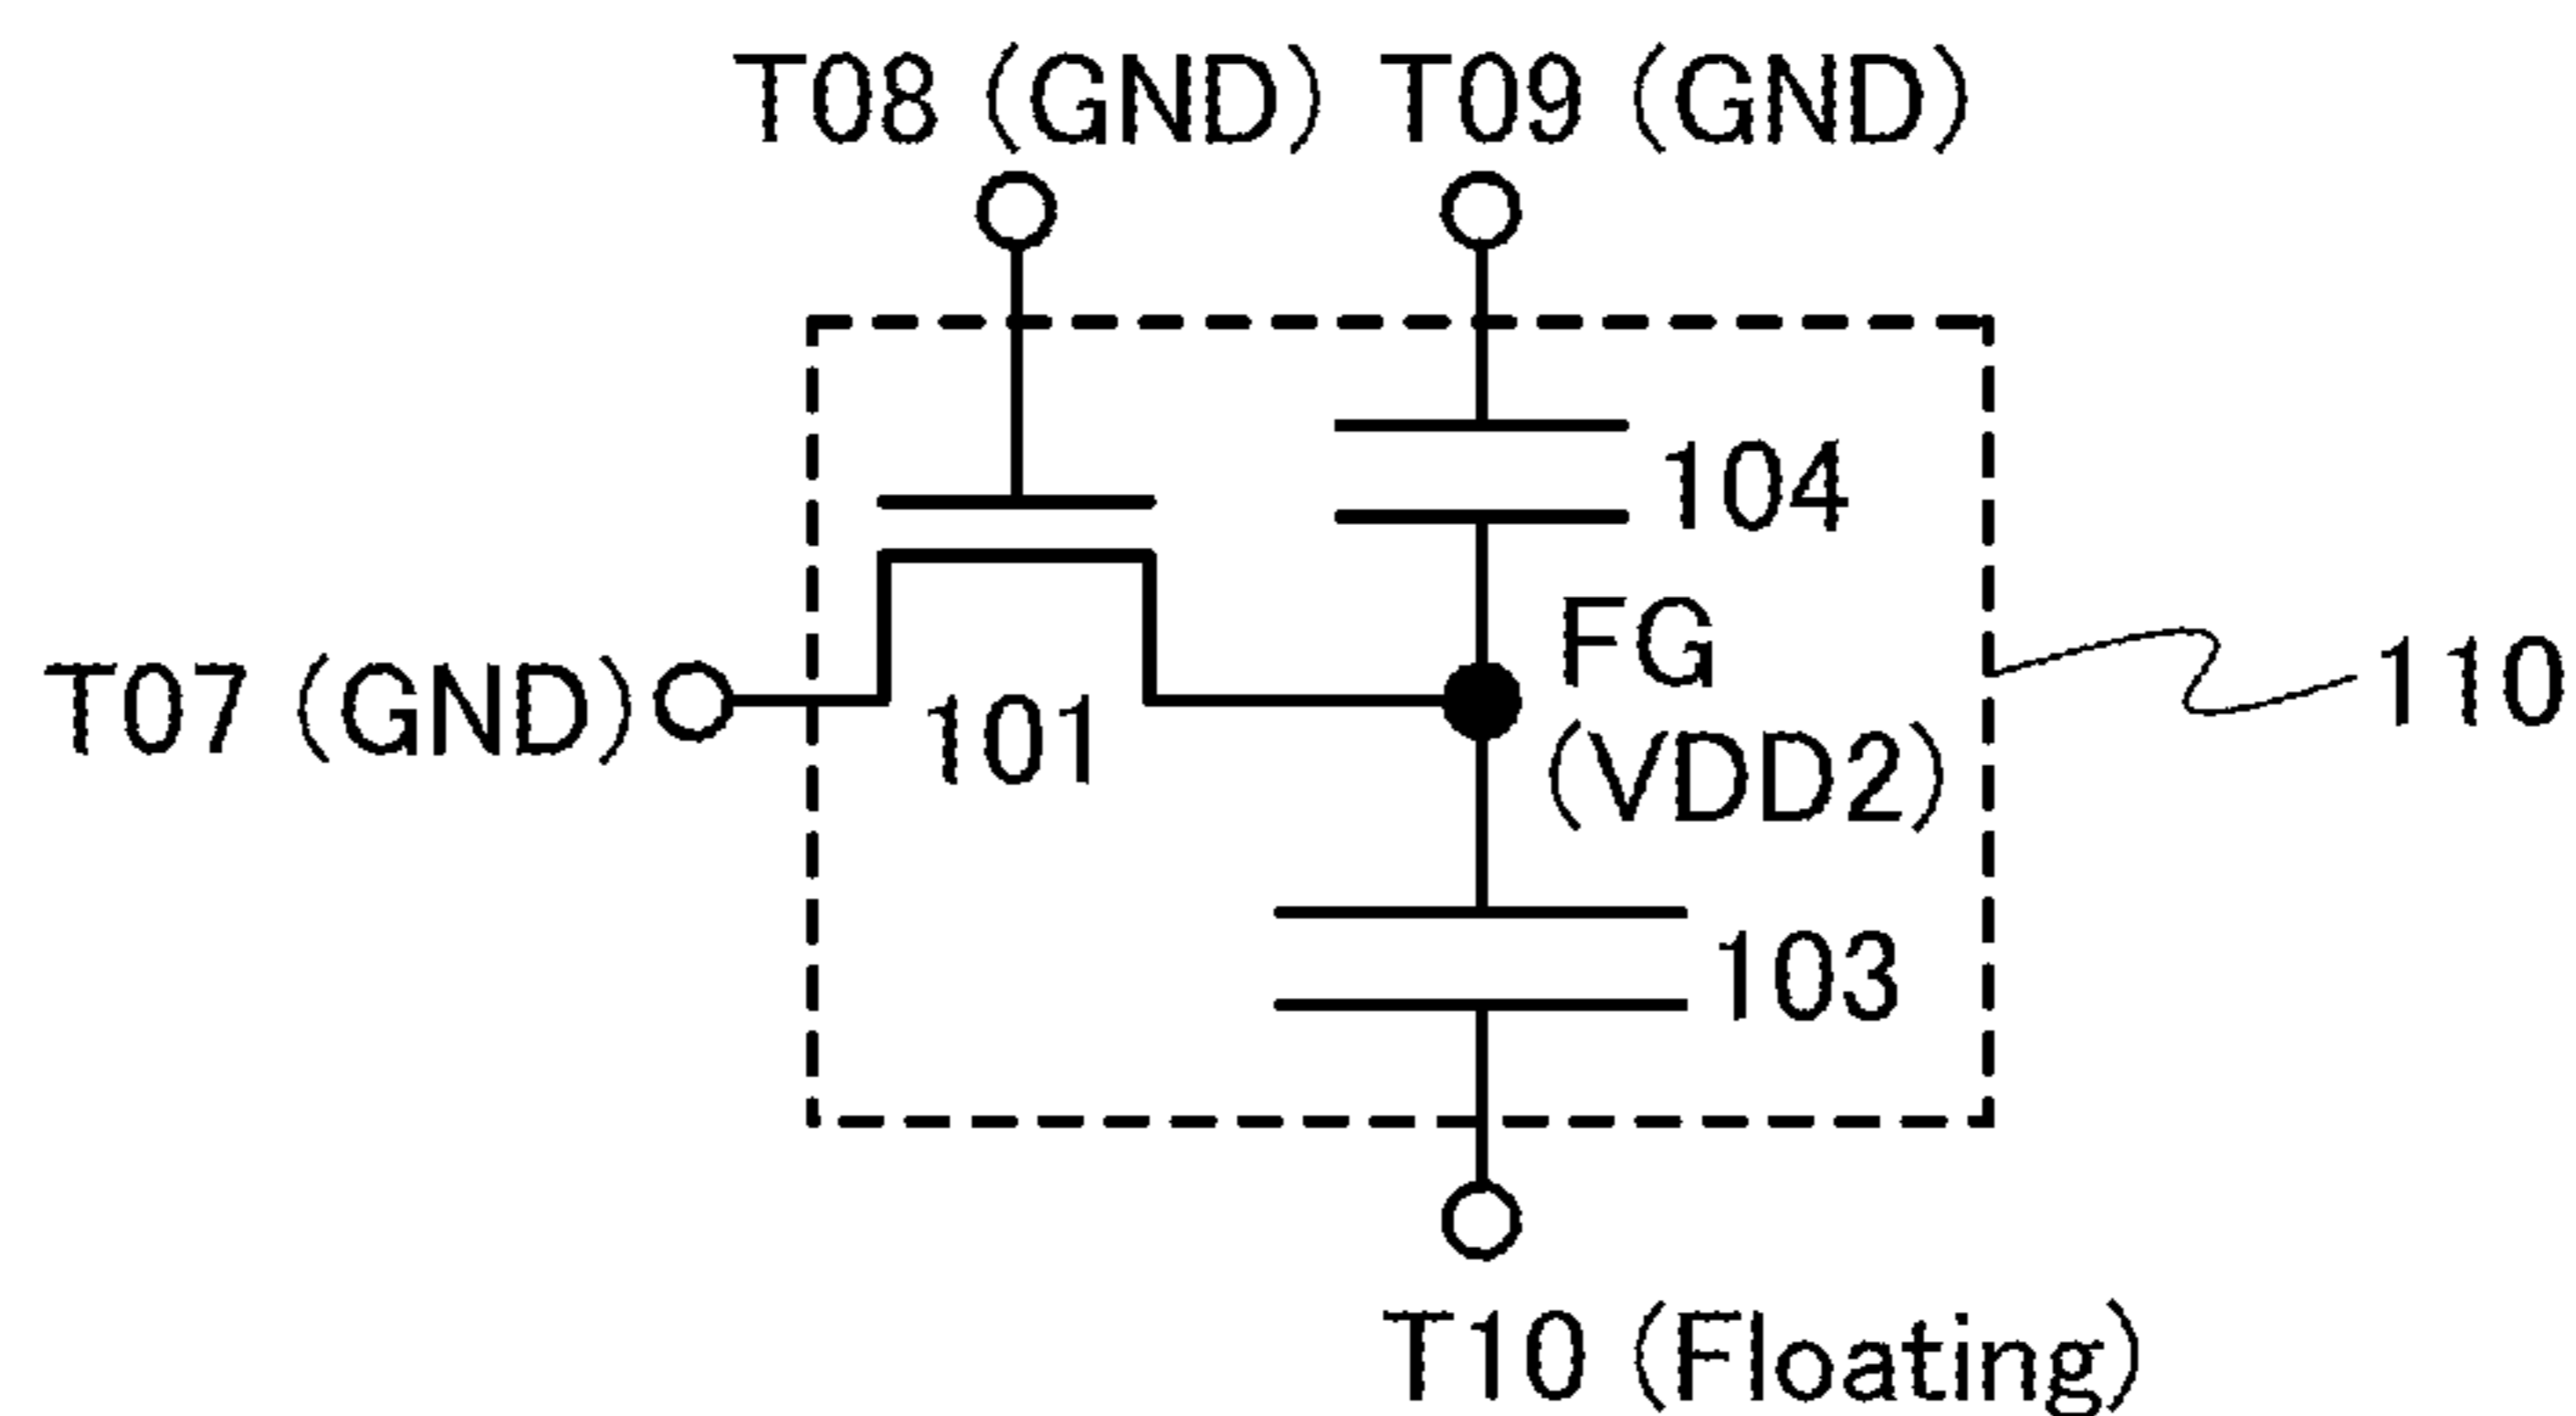 T08 (GND) T09 (GND)
104
FG
(VDD2)
T07 (GND)
101
110
103
T10 (Floating)